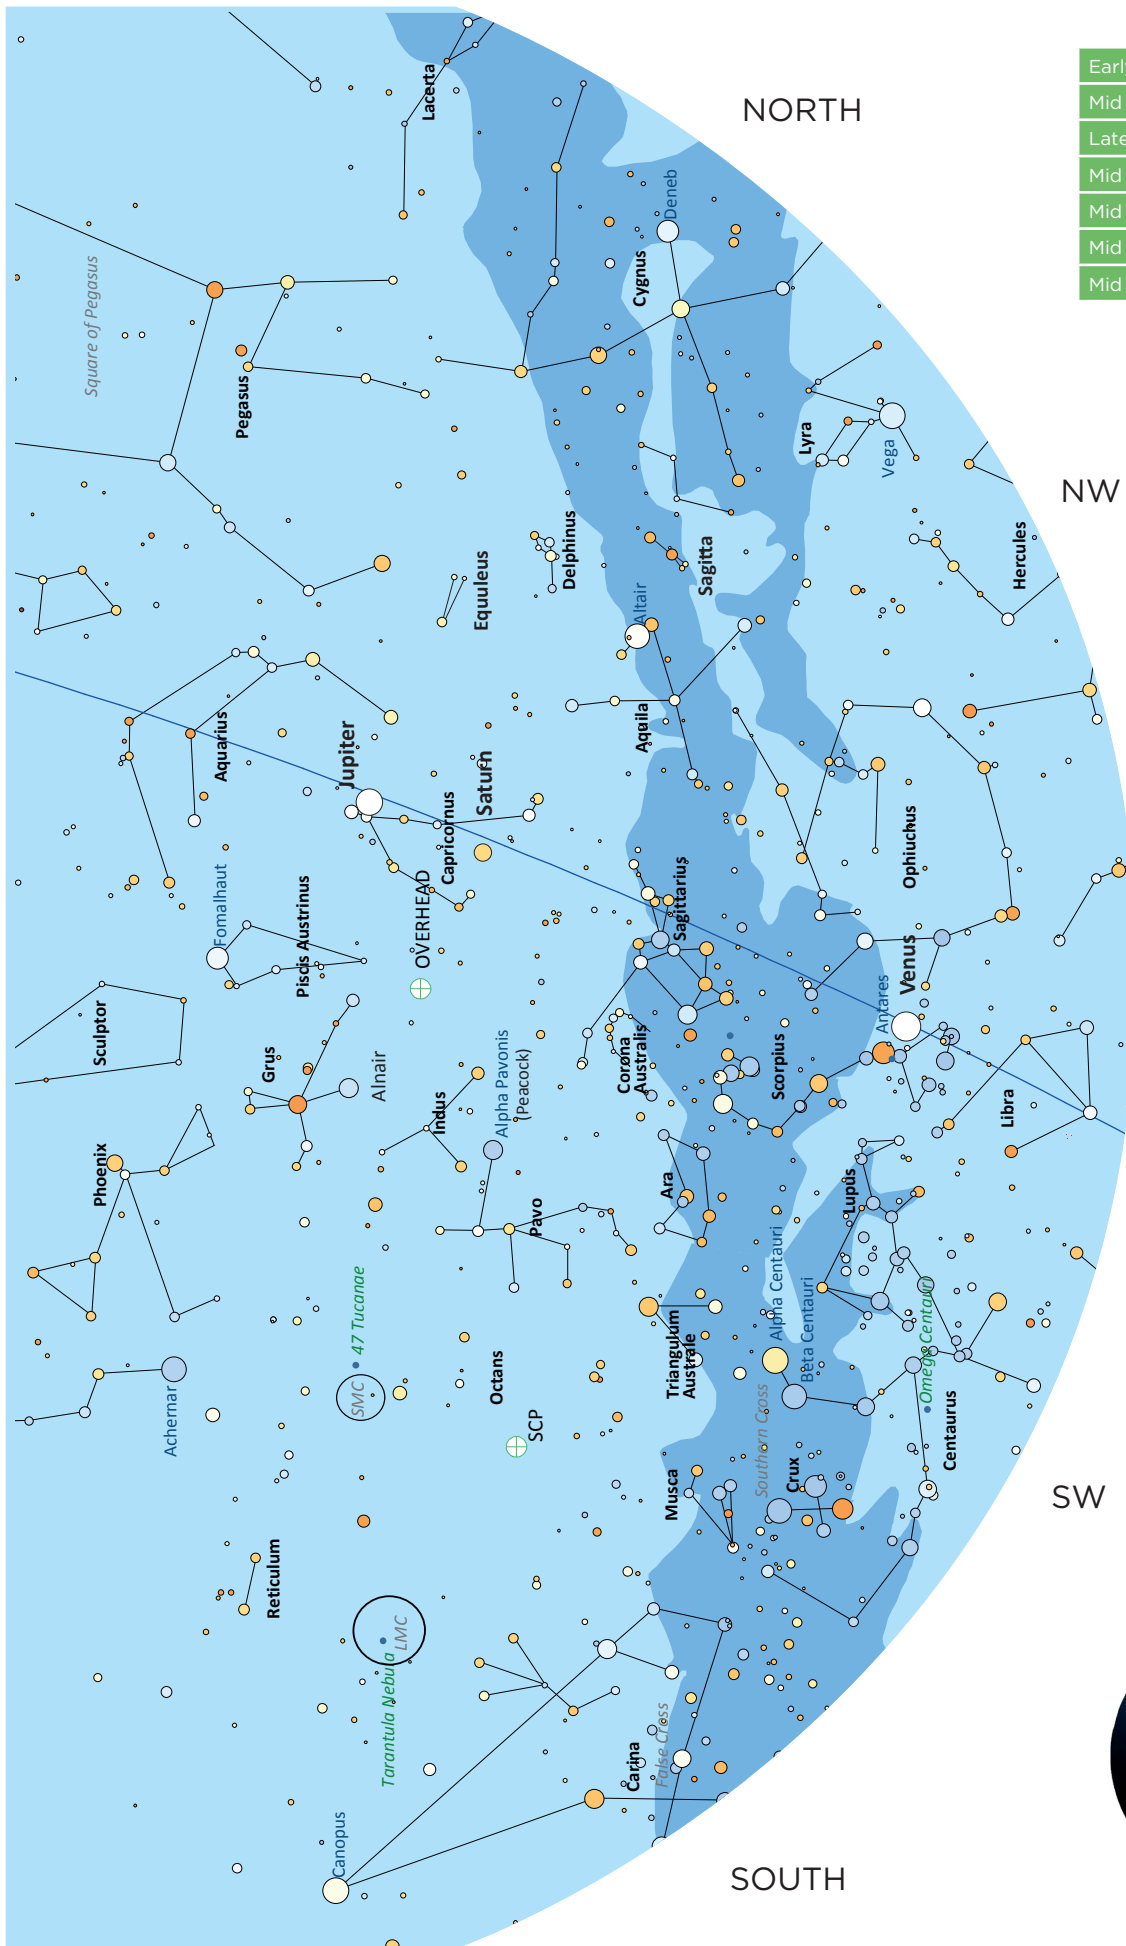 Lacerta
NORTH
Early
Mid
Late
Mid
Mid
Mid
Mid
Deneb
Cygnus
Square of Pegasus
Pegasus
Lyra
Vega
NW
Hercules
Delphinus
Equuleus
Sagitta
Altair
Aquila
Aquarius
Jupiter
Saturn
Capricornus
Ophiuchus
Fomalhaut
OVERHEAD
Sagittarius
Piscis Austrinus
Venus
Antares
Sculptor
Grus
Alnair
Indus
Alpha Pavonis
(Peacock)
Corona
Australis
Scorpius
Libra
Phoenix
Pavo
Ara
Lupus
47 Tucanae
Alpha Centauri
Beta Centauri
Omega Centauri
Triangulum
Australe
Octans
SMC
Achernar
SCP
Southern Cross
Crux
Centaurus
Musca
SW
Reticulum
LMC
Tarantula Nebula
Carina
False Cross
Canopus
SOUTH